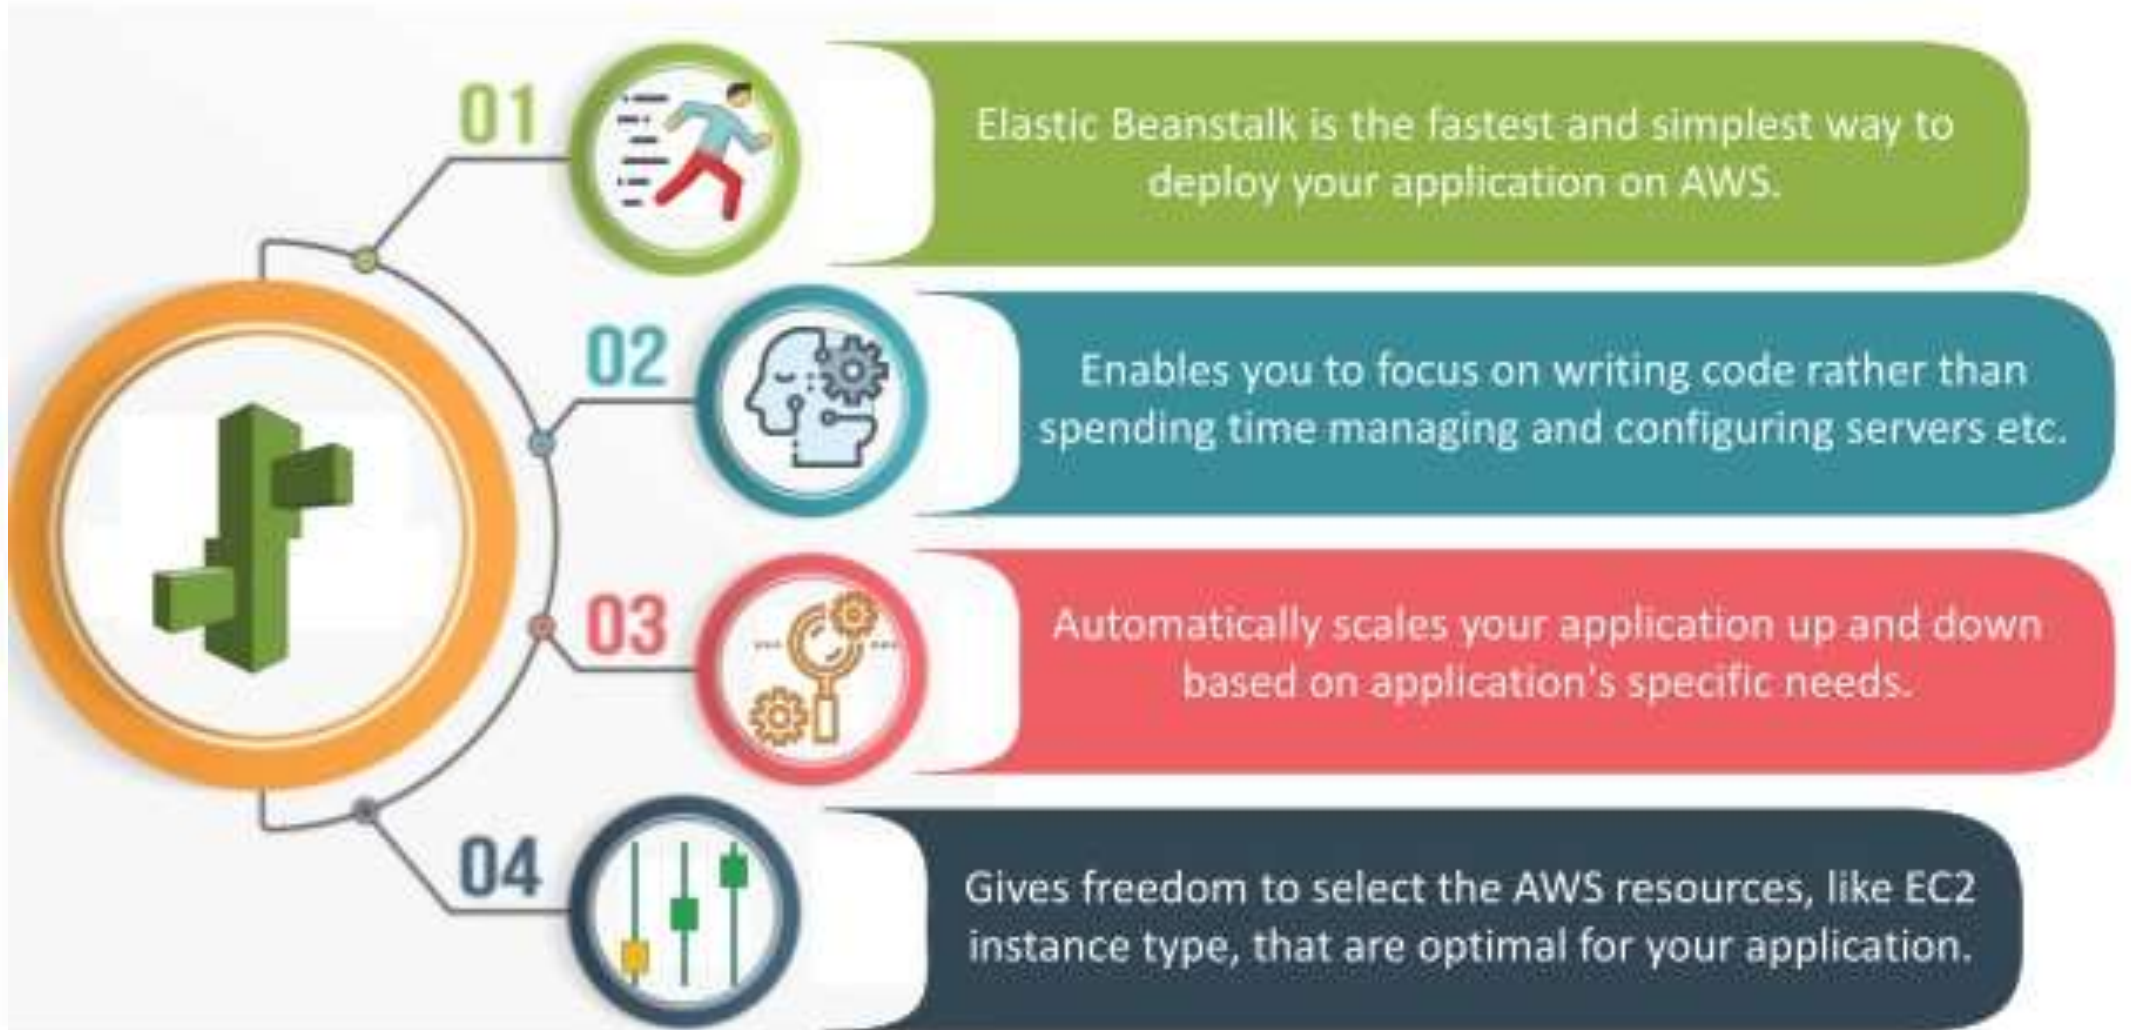 01
Elastic Beanstalk is the fastest and simplest way to
deploy your application on AWS.
02
Enables you to focus on writing code rather than
spending time managing and configuring servers etc.
03
Automatically scales your application up and down
based on application's specific needs.
04
Gives freedom to select the AWS resources, like EC2
instance type, that are optimal for your application.